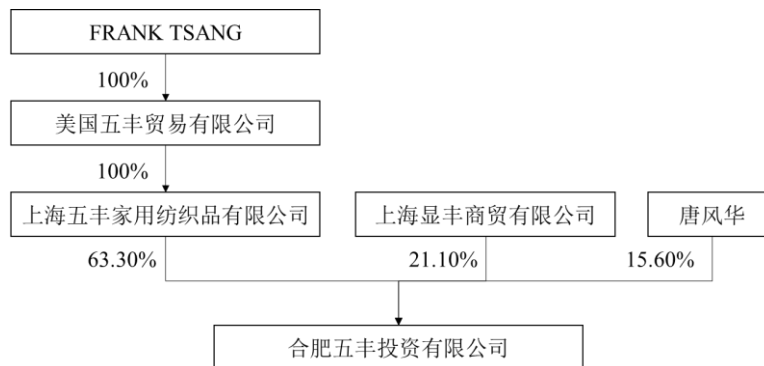 FRANK TSANG
100%
美国五丰贸易有限公司
100%
上海五丰家用纺织品有限公司
上海显丰商贸有限公司
唐风华
63.30%
21.10%
15.60%
合肥五丰投资有限公司